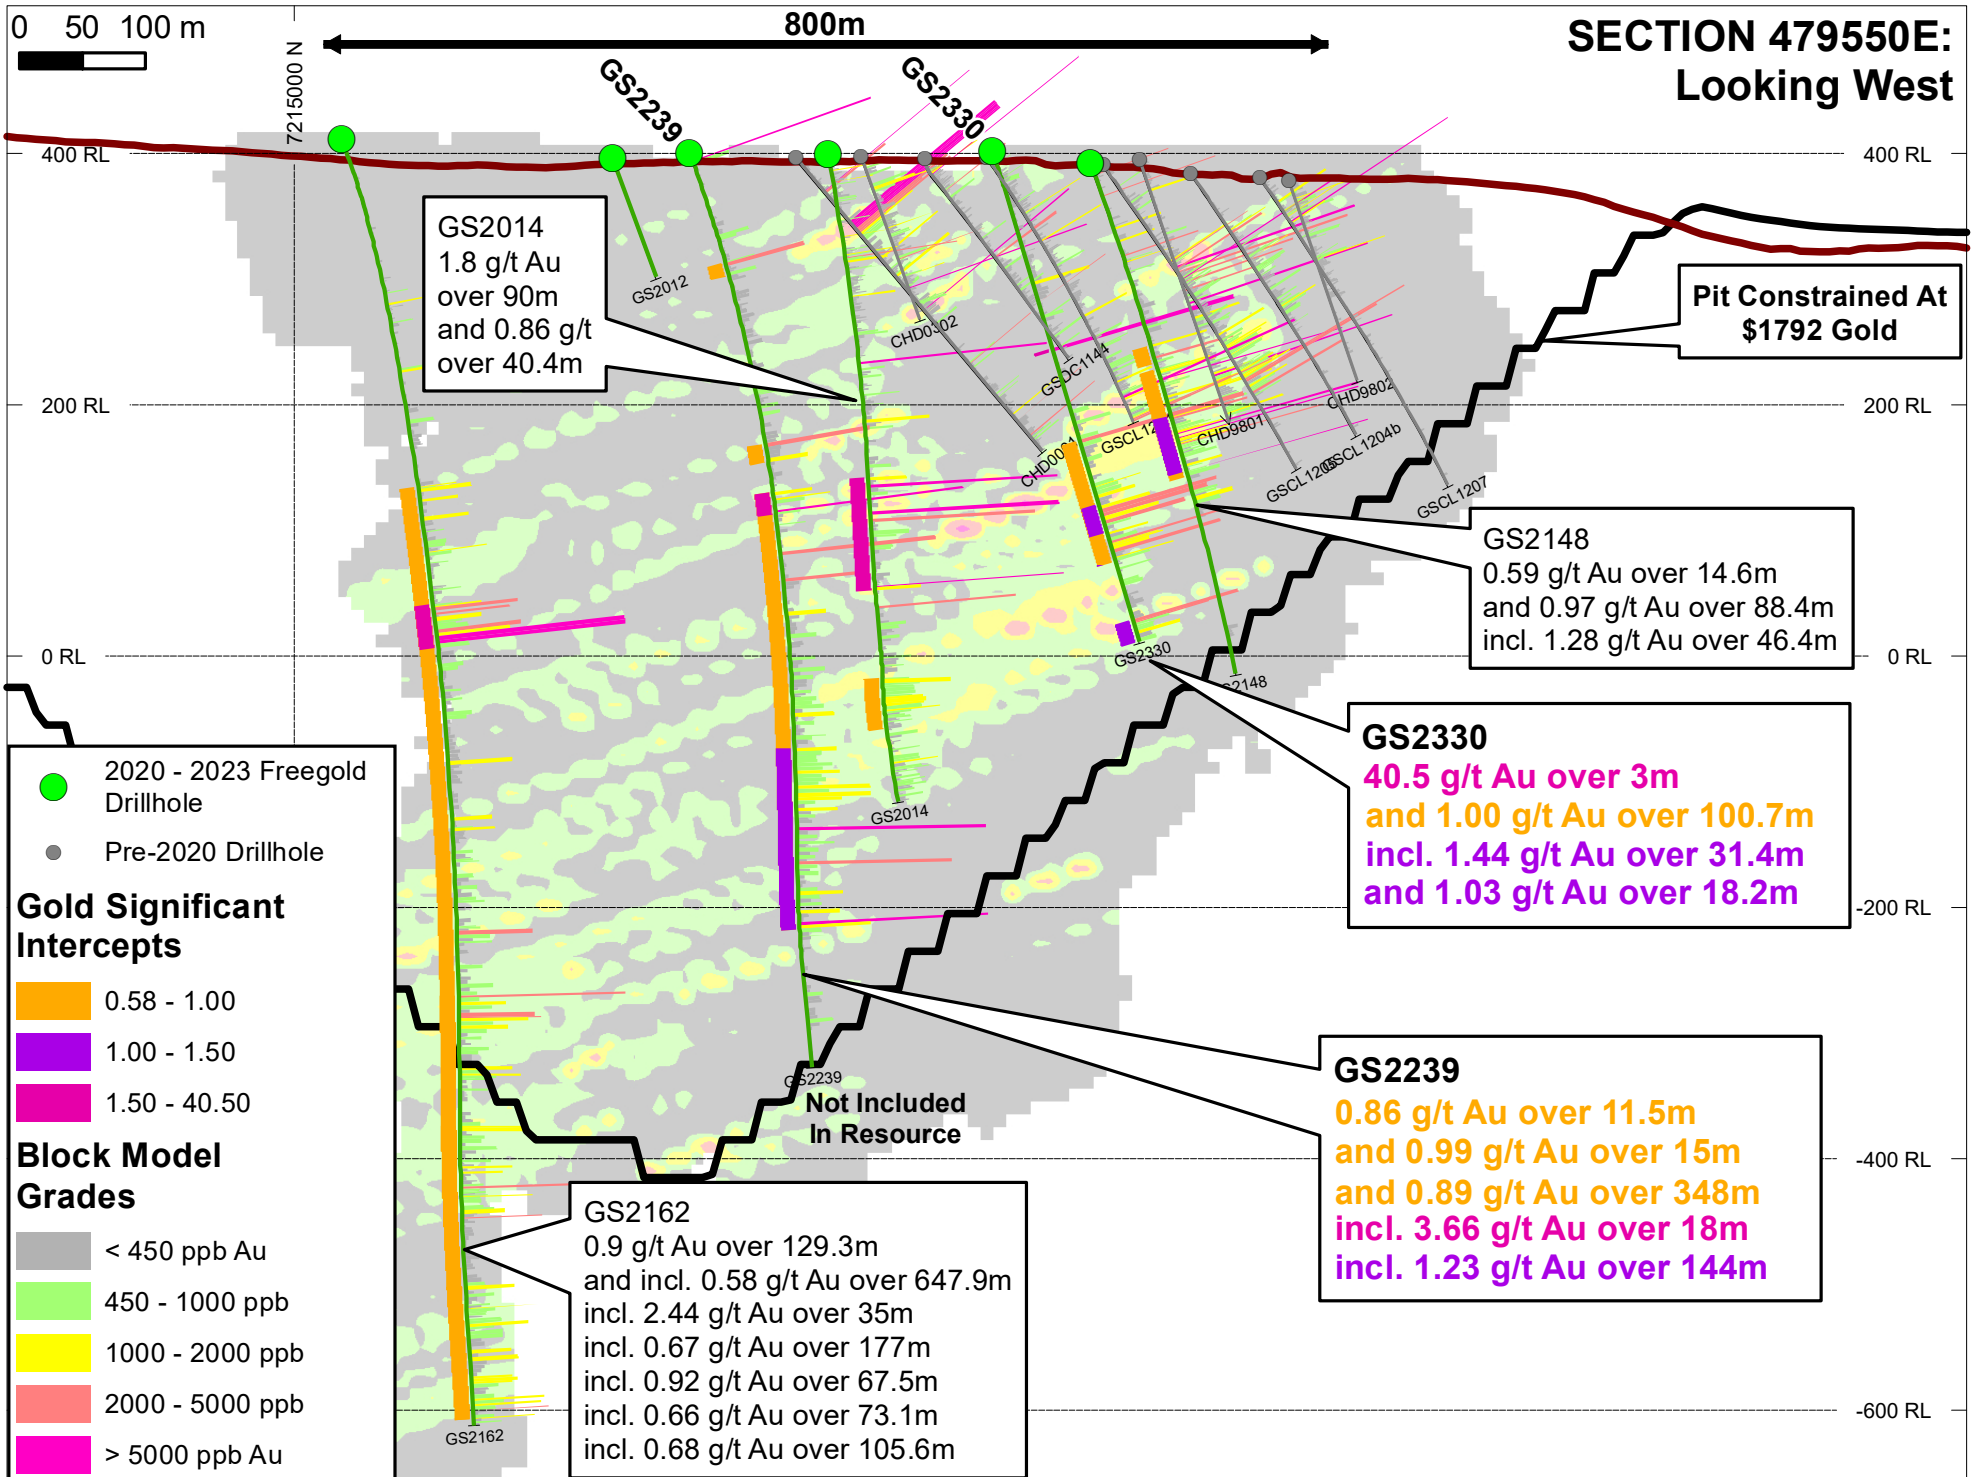 0 50 100 m
800m
SECTION 479550E:
Looking West
7215000 N
GS2239
GS2330
400 RL
400 RL
GS2014
1.8 g/t Au
over 90m
and 0.86 g/t
over 40.4m
GS2012
CHD0302
GSDC1144
Pit Constrained At
$1792 Gold
200 RL
200 RL
CHD9802
CHD9801
GSCL1204b
GSCL1207
GS2148
0.59 g/t Au over 14.6m
and 0.97 g/t Au over 88.4m
incl. 1.28 g/t Au over 46.4m
0 RL
0 RL
GS2330
GS2330
40.5 g/t Au over 3m
and 1.00 g/t Au over 100.7m
incl. 1.44 g/t Au over 31.4m
and 1.03 g/t Au over 18.2m
GS2014
-200 RL
2020 - 2023 Freegold
Drillhole
Pre-2020 Drillhole
Gold Significant
Intercepts
0.58 - 1.00
1.00 - 1.50
1.50 - 40.50
Block Model
Grades
< 450 ppb Au
450 - 1000 ppb
1000 - 2000 ppb
2000 - 5000 ppb
> 5000 ppb Au
GS2239
Not Included
In Resource
GS2239
0.86 g/t Au over 11.5m
and 0.99 g/t Au over 15m
and 0.89 g/t Au over 348m
incl. 3.66 g/t Au over 18m
incl. 1.23 g/t Au over 144m
-400 RL
GS2162
0.9 g/t Au over 129.3m
and incl. 0.58 g/t Au over 647.9m
incl. 2.44 g/t Au over 35m
incl. 0.67 g/t Au over 177m
incl. 0.92 g/t Au over 67.5m
incl. 0.66 g/t Au over 73.1m
incl. 0.68 g/t Au over 105.6m
GS2162
-600 RL